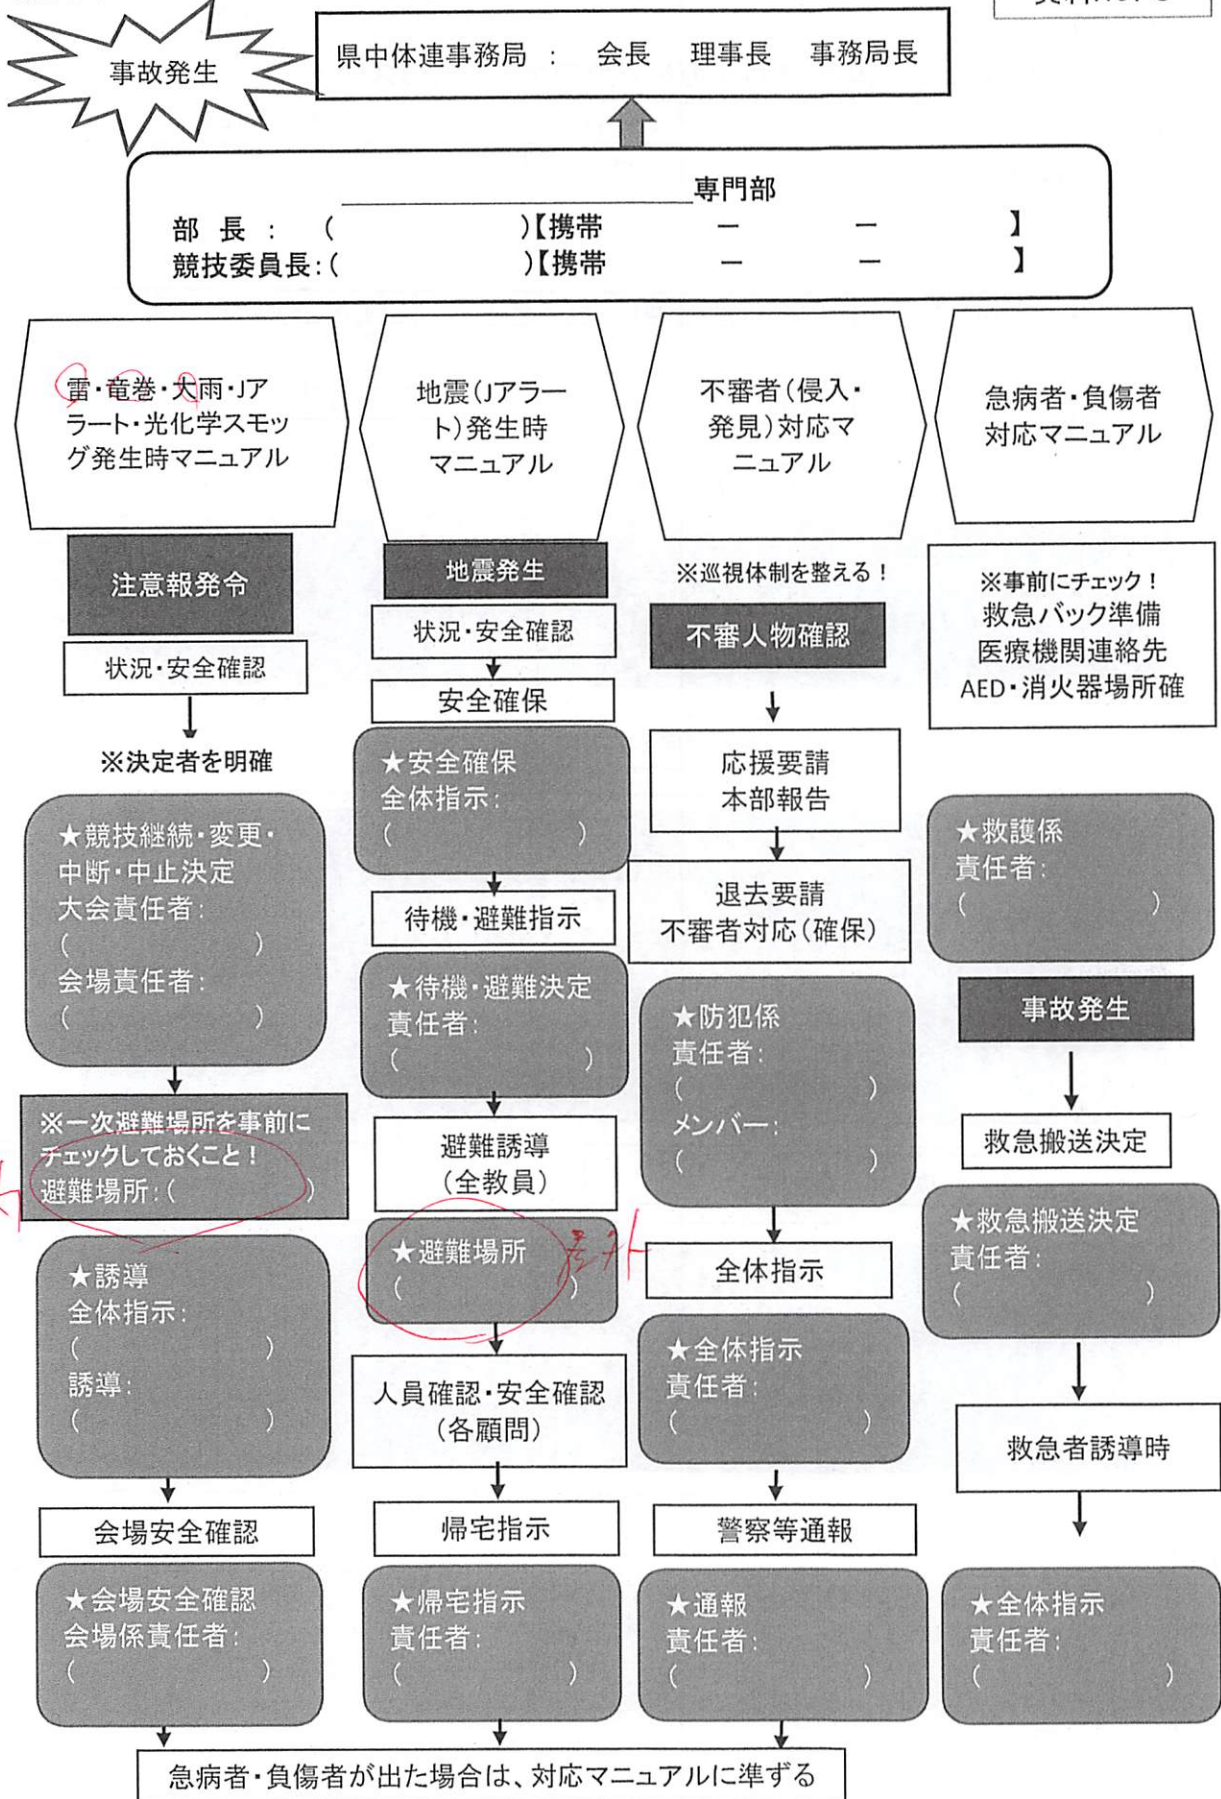 事故発生
県中体連事務局 : 会長 理事長 事務局長
専門部
部 長 : ( )【携帯 ー ー 】
競技委員長:( )【携帯 ー ー 】
雷・竜巻・大雨・Jア
ラート・光化学スモッ
グ発生時マニュアル
注意報発令
状況・安全確認
※決定者を明確
★競技継続・変更・
中断・中止決定
大会責任者:
( )
会場責任者:
( )
※一次避難場所を事前に
チェックしておくこと!
避難場所:( )
★誘導
全体指示:
( )
誘導:
( )
会場安全確認
★会場安全確認
会場係責任者:
( )
地震(Jアラー
ト)発生時
マニュアル
地震発生
状況・安全確認
安全確保
★安全確保
全体指示:
( )
待機・避難指示
★待機・避難決定
責任者:
( )
避難誘導
(全教員)
★避難場所
( )
人員確認・安全確認
(各顧問)
帰宅指示
★帰宅指示
責任者:
( )
不審者(侵入・
発見)対応マ
ニュアル
※巡視体制を整える!
不審人物確認
応援要請
本部報告
退去要請
不審者対応(確保)
★防犯係
責任者:
( )
メンバー:
( )
全体指示
★全体指示
責任者:
( )
警察等通報
★通報
責任者:
( )
急病者・負傷者
対応マニュアル
※事前にチェック!
救急バック準備
医療機関連絡先
AED・消火器場所確
★救護係
責任者:
( )
事故発生
救急搬送決定
★救急搬送決定
責任者:
( )
救急者誘導時
★全体指示
責任者:
( )
急病者・負傷者が出た場合は、対応マニュアルに準ずる